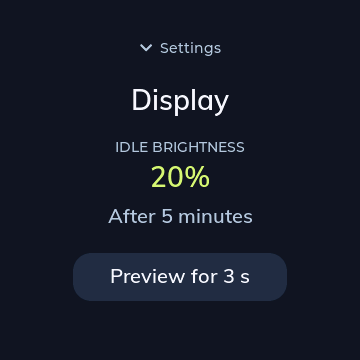 Settings
Display
IDLE BRIGHTNESS
20%
After 5 minutes
Preview for 3 s